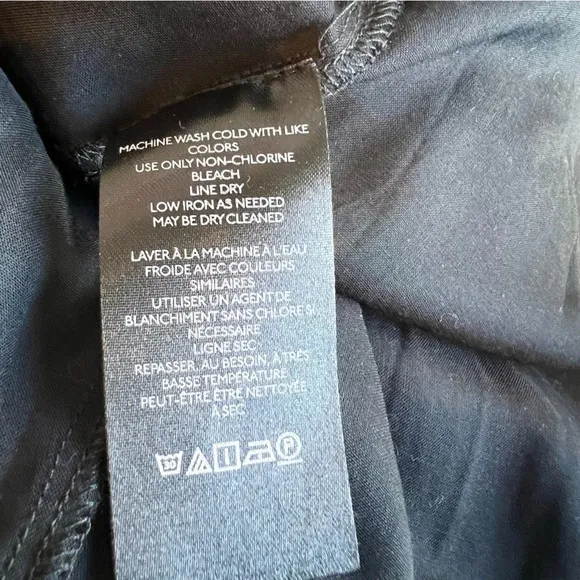 MACHINE WASH COLD WITH LIKE
COLORS
USE ONLY NON-CHLORINE
BLEACH
LINE DRY
LOW IRON AS NEEDED
MAY BE DRY CLEANED
LAVER À LA MACHINE À L'EAU
FROIDE AVEC COULEURS
SIMILAIRES
UTILISER UN AGENT DE
BLANCHIMENT SANS CHLORE SI
NÉCESSAIRE
LIGNE SEC
REPASSER, AU BESOIN, À TRÈS
BASSE TEMPÉRATURE
PEUT-ÊTRE ÊTRE NETTOYÉE
À SEC
30 P